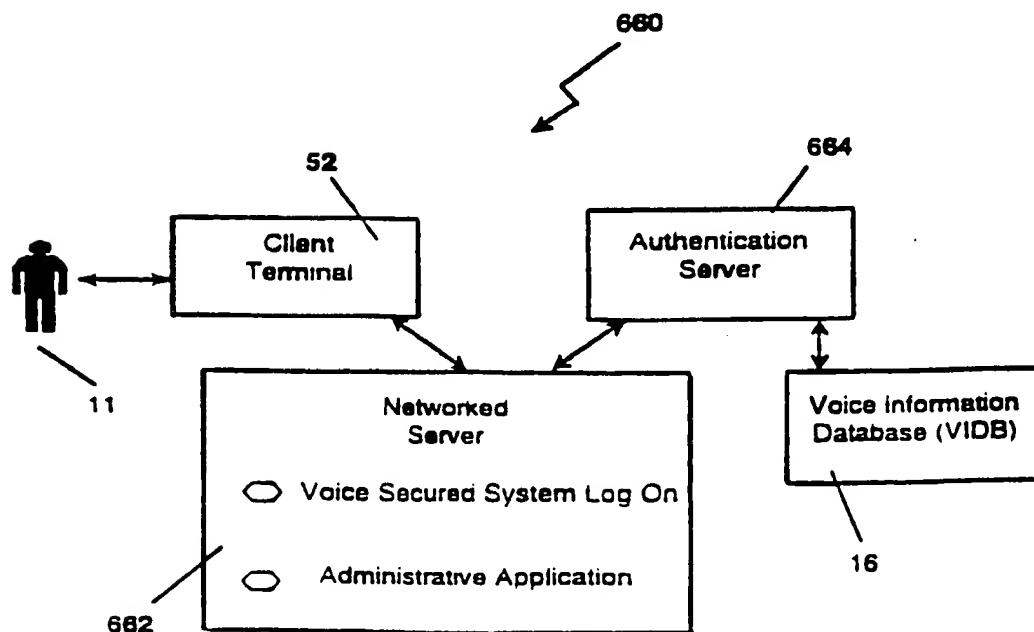 660
52
664
Client
Terminal
Authentication
Server
11
Networked
Server
Voice Information
Database (VIDB)
Voice Secured System Log On
16
Administrative Application
662